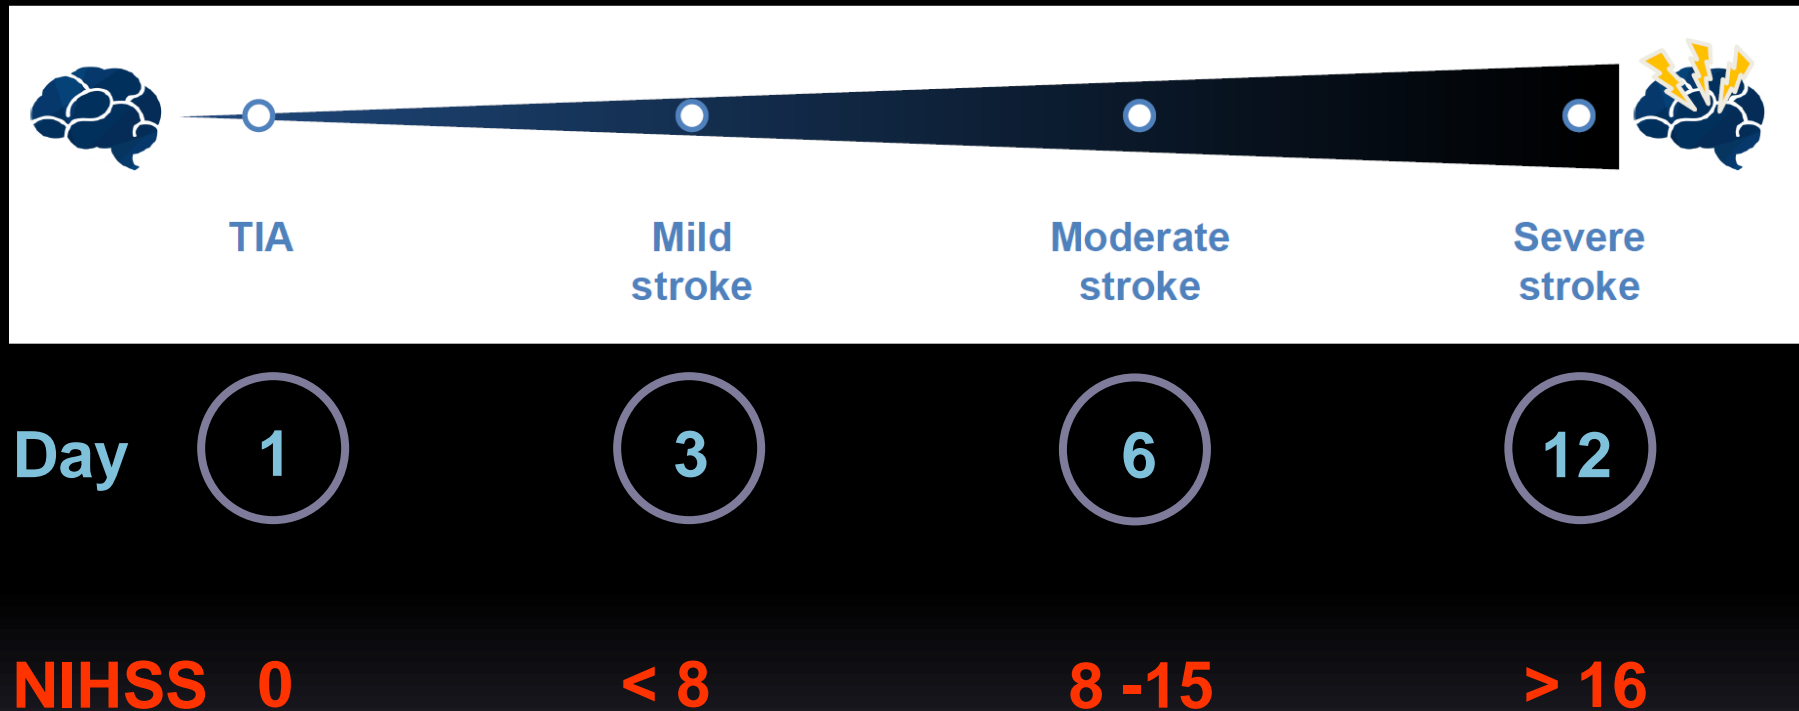 TIA
Mild
stroke
Moderate
stroke
Severe
stroke
Day 1 3 6 12
NIHSS 0 < 8 8 -15 > 16